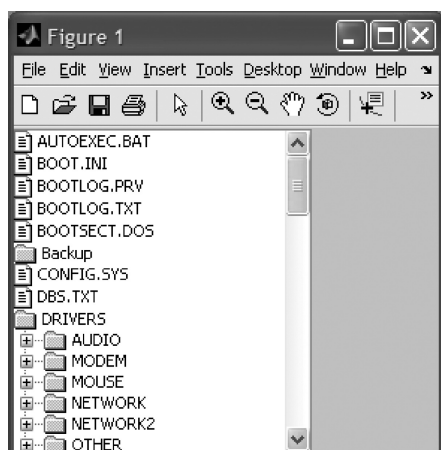 Figure 1
File Edit View Insert Tools Desktop Window Help
AUTOEXEC.BAT
BOOT.INI
BOOTLOG.PRV
BOOTLOG.TXT
BOOTSECT.DOS
Backup
CONFIG.SYS
DBS.TXT
DRIVERS
AUDIO
MODEM
MOUSE
NETWORK
NETWORK2
OTHER